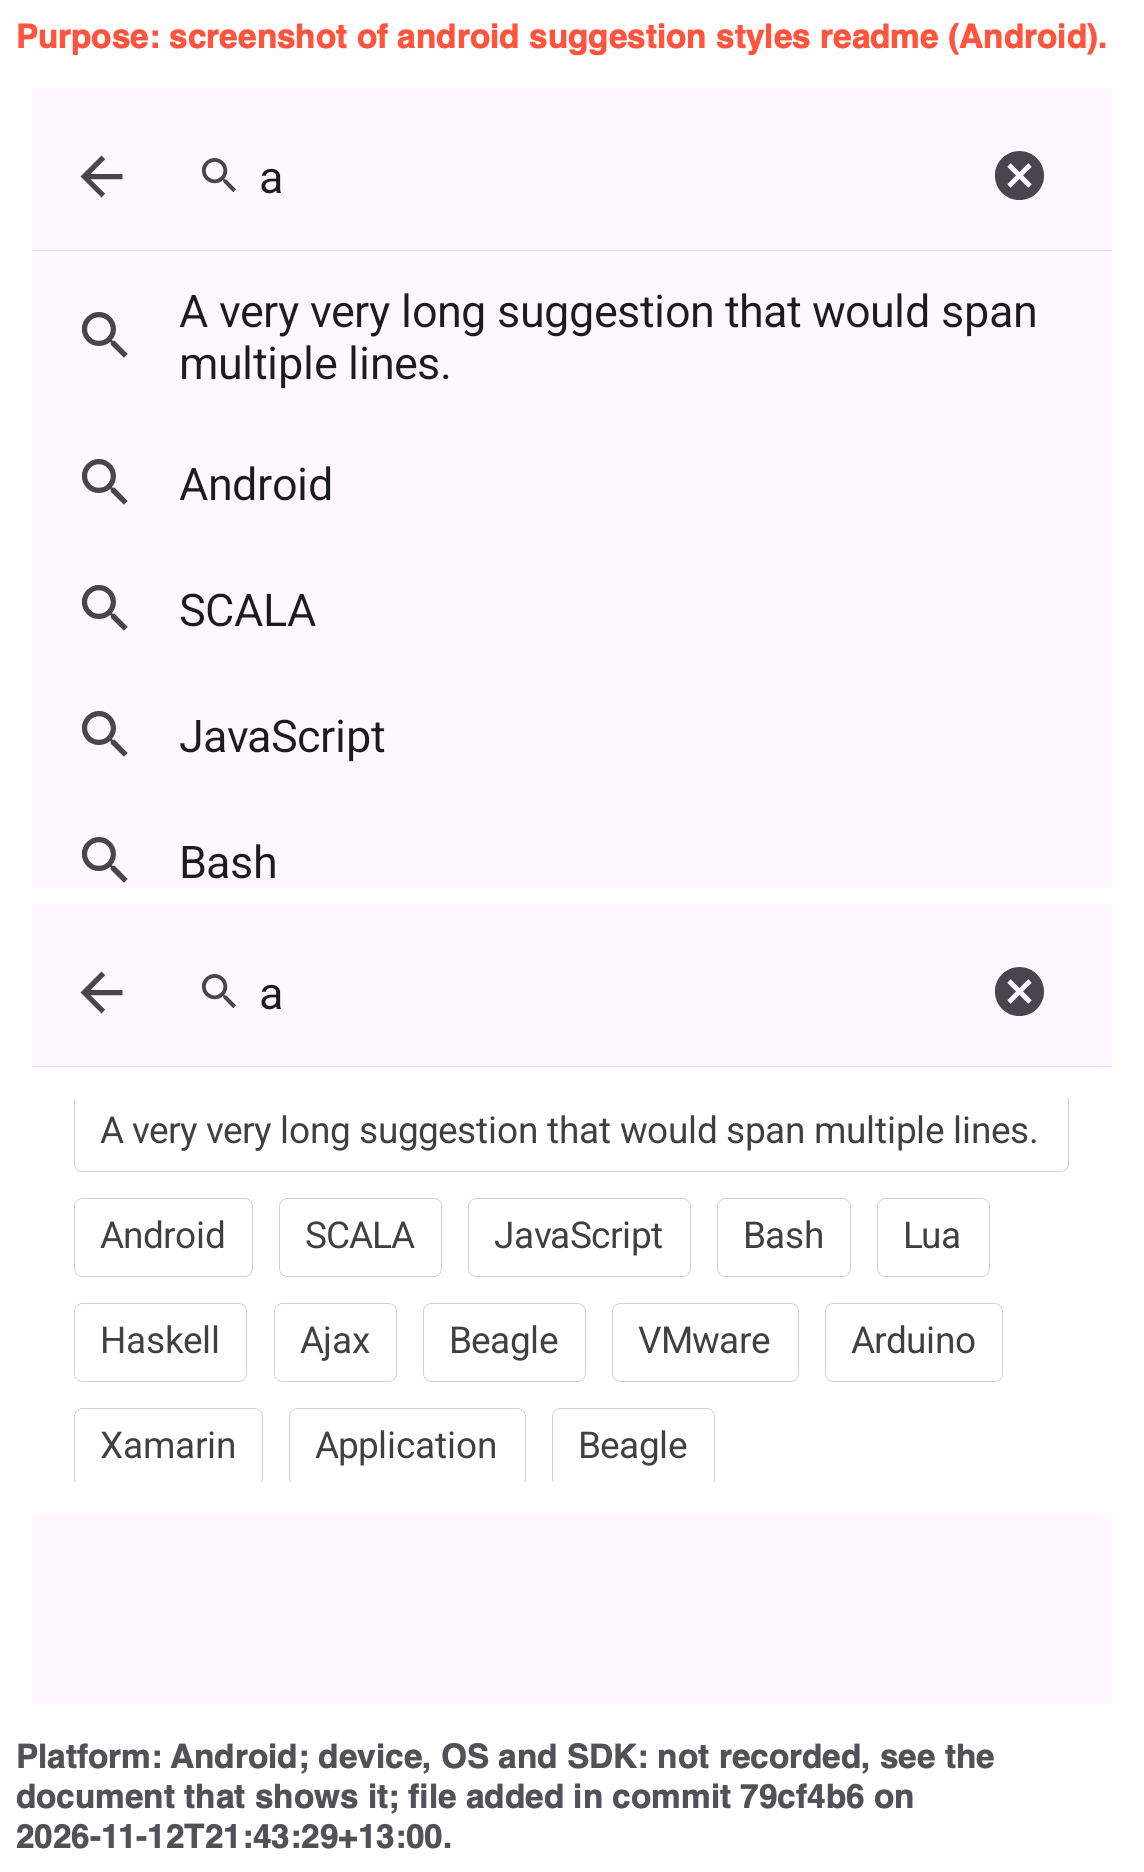 Purpose: screenshot of android suggestion styles readme (Android).
a
A very very long suggestion that would span
multiple lines.
Android
SCALA
JavaScript
Bash
a
A very very long suggestion that would span multiple lines.
Android SCALA JavaScript Bash Lua
Haskell Ajax Beagle VMware Arduino
Xamarin Application Beagle
Platform: Android; device, OS and SDK: not recorded, see the
document that shows it; file added in commit 79cf4b6 on
2026-11-12T21:43:29+13:00.